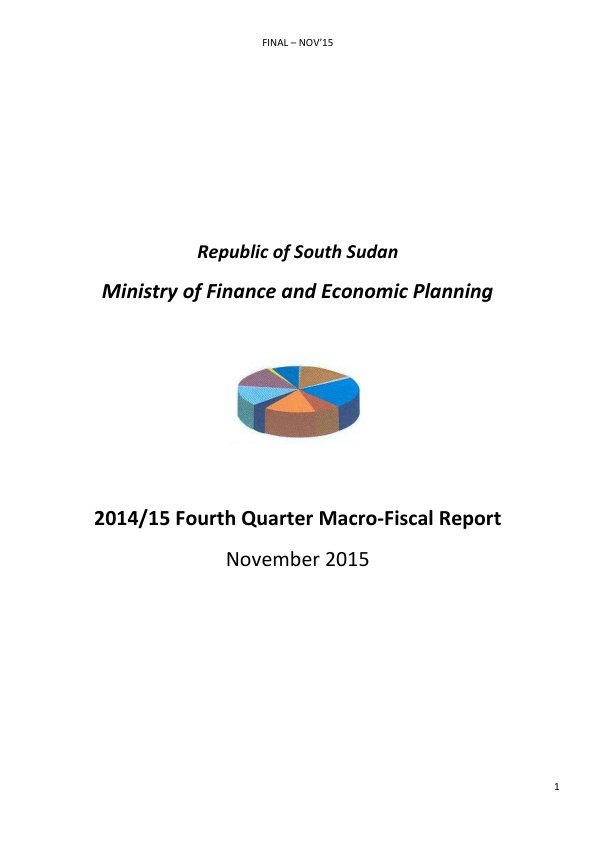 FINAL – NOV'15
Republic of South Sudan
Ministry of Finance and Economic Planning
2014/15 Fourth Quarter Macro-Fiscal Report
November 2015
1